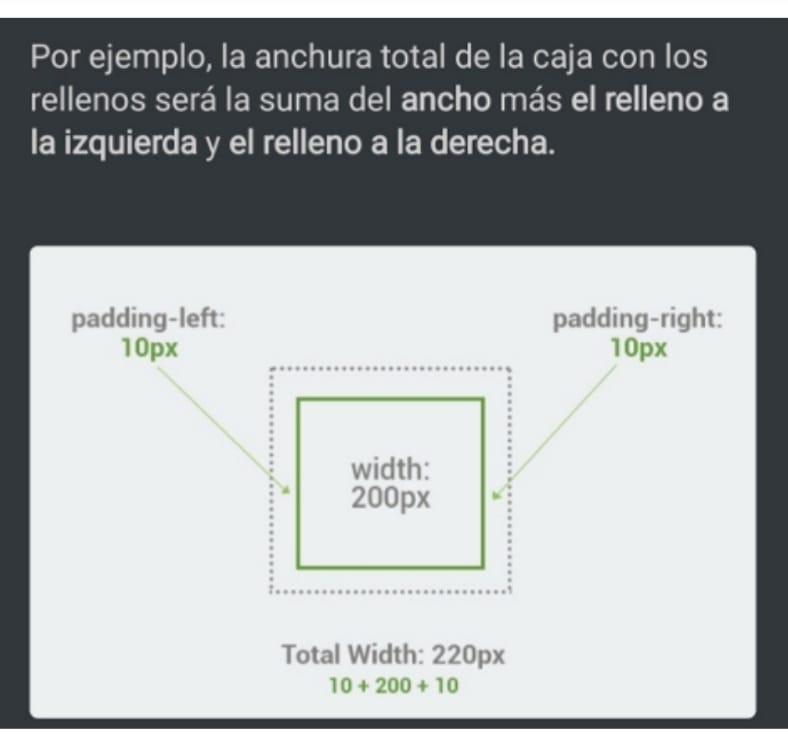 Por ejemplo, la anchura total de la caja con los
rellenos será la suma del ancho más el relleno a
la izquierda y el relleno a la derecha.
padding-left:
10px
padding-right:
10px
width:
200px
Total Width: 220px
10 + 200 + 10